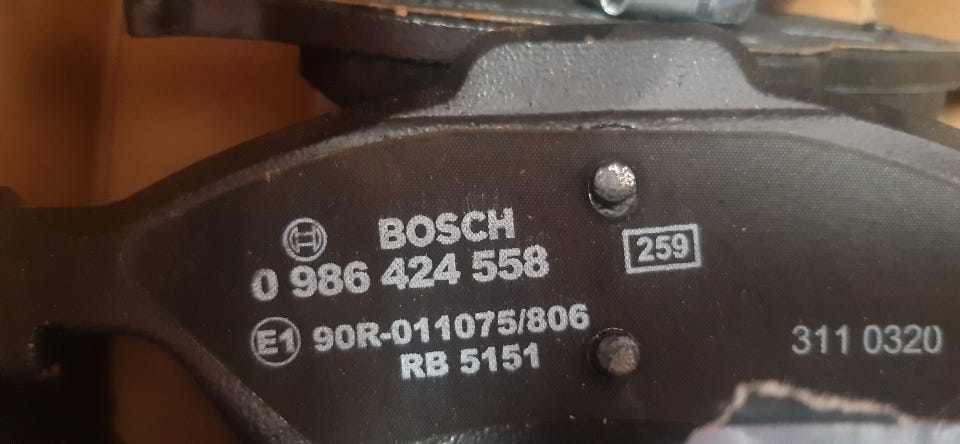 BOSCH
0 986 424 558
259
E1 90R-011075/806
RB 5151
311 0320